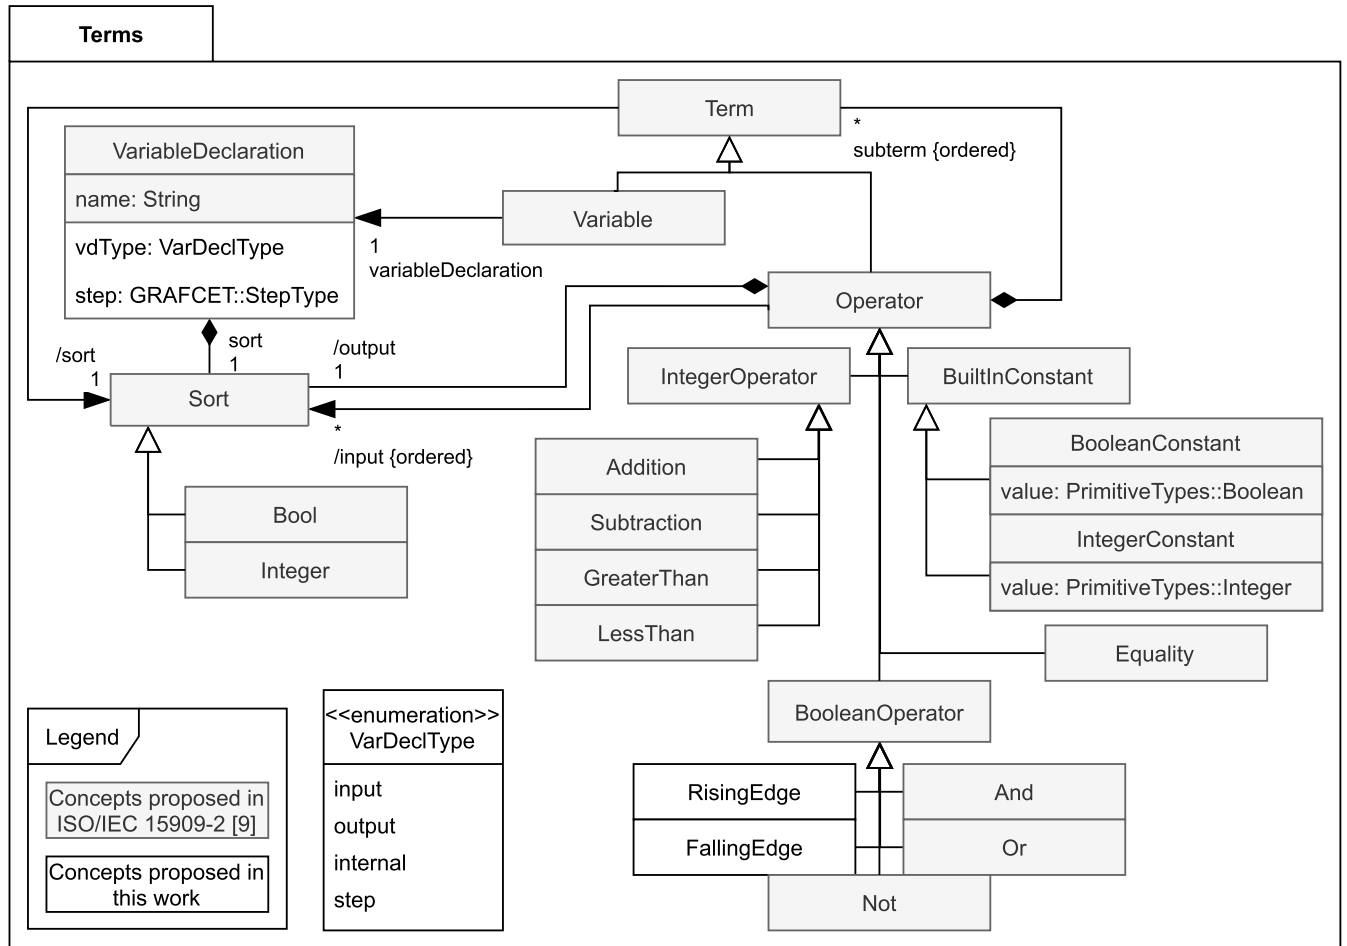 Terms
Term
*
subterm {ordered}
VariableDeclaration
name: String
vdType: VarDeclType
step: GRAFCET::StepType
Variable
1
variableDeclaration
Operator
/sort
1
sort
1
/output
1
Sort
*
/input {ordered}
Bool
Integer
IntegerOperator
BuiltInConstant
Addition
Subtraction
GreaterThan
LessThan
BooleanConstant
value: PrimitiveTypes::Boolean
IntegerConstant
value: PrimitiveTypes::Integer
Equality
BooleanOperator
RisingEdge
FallingEdge
And
Or
Not
Legend
Concepts proposed in
ISO/IEC 15909-2 [9]
Concepts proposed in
this work
<<enumeration>>
VarDeclType
input
output
internal
step